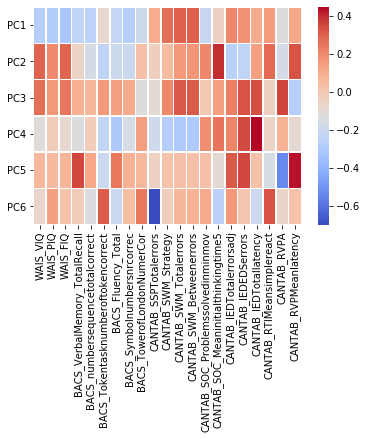 PC1
PC2
PC3
PC4
PC5
PC6
0.4
0.2
0.0
−0.2
−0.4
−0.6
WAIS_VIQ
WAIS_PIQ
WAIS_FIQ
BACS_VerbalMemory_TotalRecall
BACS_numbersequencetotalcorrect
BACS_Tokentasknumberoftokencorrect
BACS_Fluency_Total
BACS_Symbolnumbersnrcorrec
BACS_TowerofLondonNumerCor
CANTAB_SSPTotalerrors
CANTAB_SWM_Strategy
CANTAB_SWM_Totalerrors
CANTAB_SWM_Betweenerrors
CANTAB_SOC_Problemssolvedinminmov
CANTAB_SOC_Meaninitialthinkingtime5
CANTAB_IEDTotalerrorsadj
CANTAB_IEDEDSerrors
CANTAB_IEDTotallatency
CANTAB_RTIMeansimplereact
CANTAB_RVPA
CANTAB_RVPMeanlatency